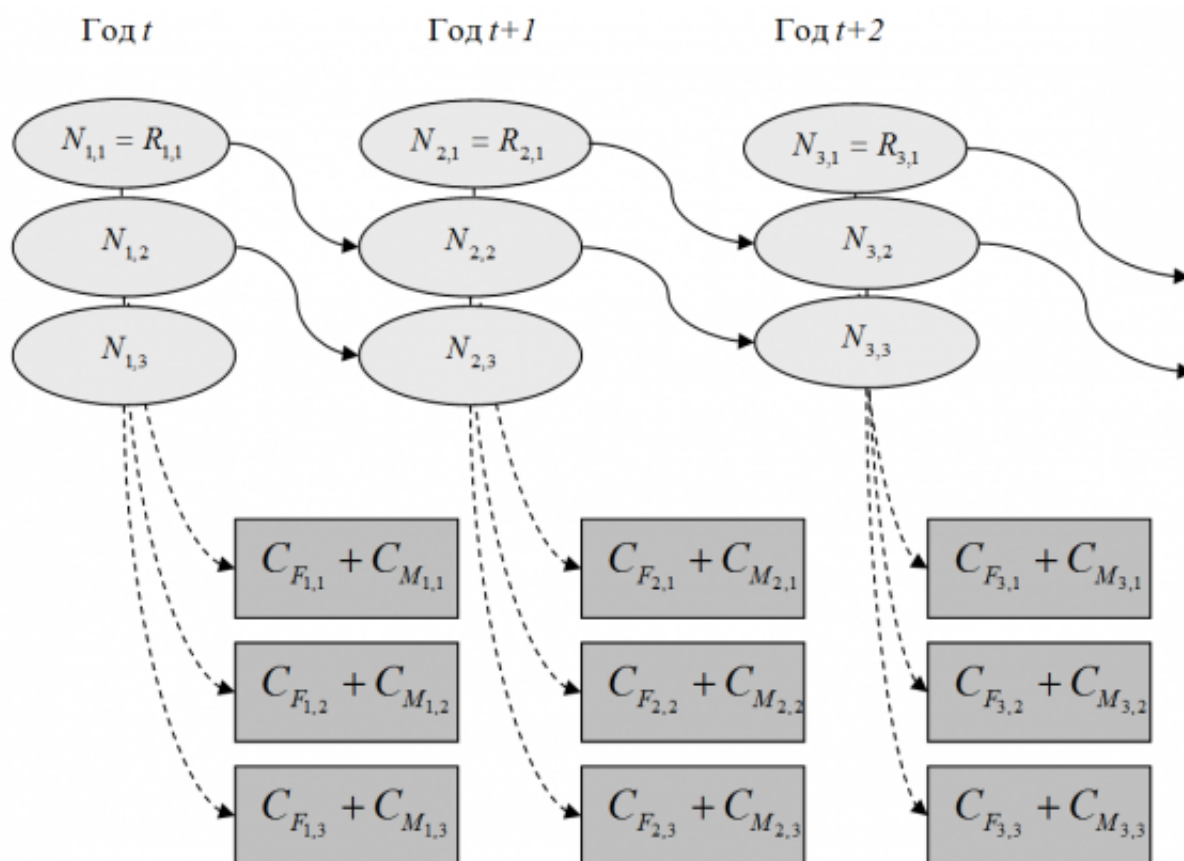 Год t Год t+1 Год t+2
N1,1 = R1,1 N2,1 = R2,1 N3,1 = R3,1
N1,2 N2,2 N3,2
N1,3 N2,3 N3,3
CF1,1 + CM1,1 CF2,1 + CM2,1 CF3,1 + CM3,1
CF1,2 + CM1,2 CF2,2 + CM2,2 CF3,2 + CM3,2
CF1,3 + CM1,3 CF2,3 + CM2,3 CF3,3 + CM3,3